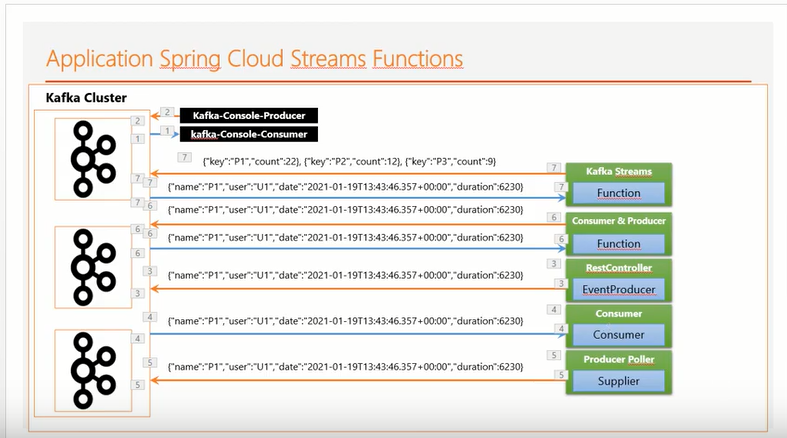 Application Spring Cloud Streams Functions
Kafka Cluster
2 Kafka-Console-Producer
2
1 kafka-Console-Consumer
1
7 {"key":"P1","count":22}, {"key":"P2","count":12}, {"key":"P3","count":9}
7 Kafka Streams
7 7 {"name":"P1","user":"U1","date":"2021-01-19T13:43:46.357+00:00","duration":6230} 7 Function
7 6 {"name":"P1","user":"U1","date":"2021-01-19T13:43:46.357+00:00","duration":6230}
6 Consumer & Producer
6 6 {"name":"P1","user":"U1","date":"2021-01-19T13:43:46.357+00:00","duration":6230} 6 Function
6
3 {"name":"P1","user":"U1","date":"2021-01-19T13:43:46.357+00:00","duration":6230} 3 RestController
3 3 EventProducer
4 {"name":"P1","user":"U1","date":"2021-01-19T13:43:46.357+00:00","duration":6230} 4 Consumer
4 4 Consumer
5 {"name":"P1","user":"U1","date":"2021-01-19T13:43:46.357+00:00","duration":6230} 5 Producer Poller
5 5 Supplier